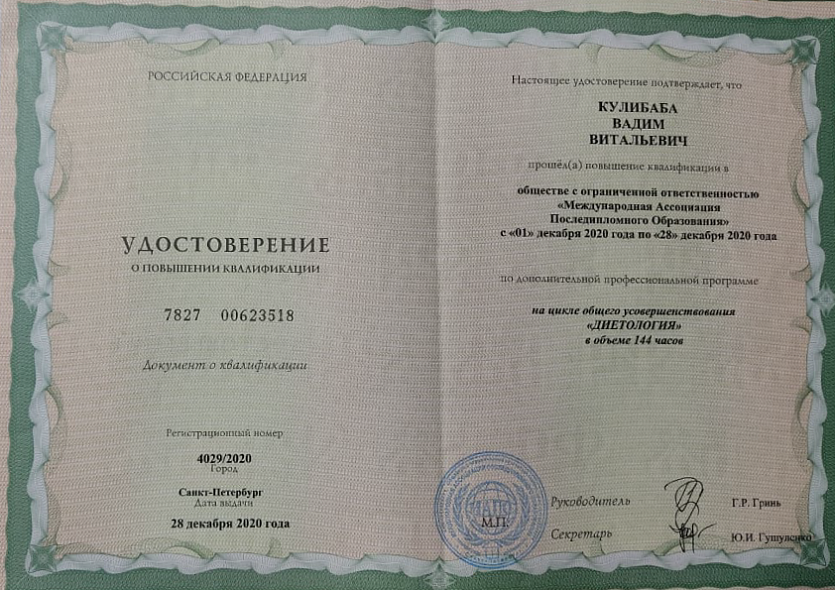 РОССИЙСКАЯ ФЕДЕРАЦИЯ
УДОСТОВЕРЕНИЕ
О ПОВЫШЕНИИ КВАЛИФИКАЦИИ
7827 00623518
Документ о квалификации
Регистрационный номер
4029/2020
Город
Санкт-Петербург
Дата выдачи
28 декабря 2020 года
Настоящее удостоверение подтверждает, что
КУЛИБАБА
ВАДИМ
ВИТАЛЬЕВИЧ
прошёл(а) повышение квалификации в
обществе с ограниченной ответственностью
«Международная Ассоциация
Последипломного Образования»
с «01» декабря 2020 года по «28» декабря 2020 года
по дополнительной профессиональной программе
на цикле общего усовершенствования
«ДИЕТОЛОГИЯ»
в объеме 144 часов
МАПО
М.П.
Руководитель
Г.Р. Гринь
Секретарь
Ю.И. Гушуленко